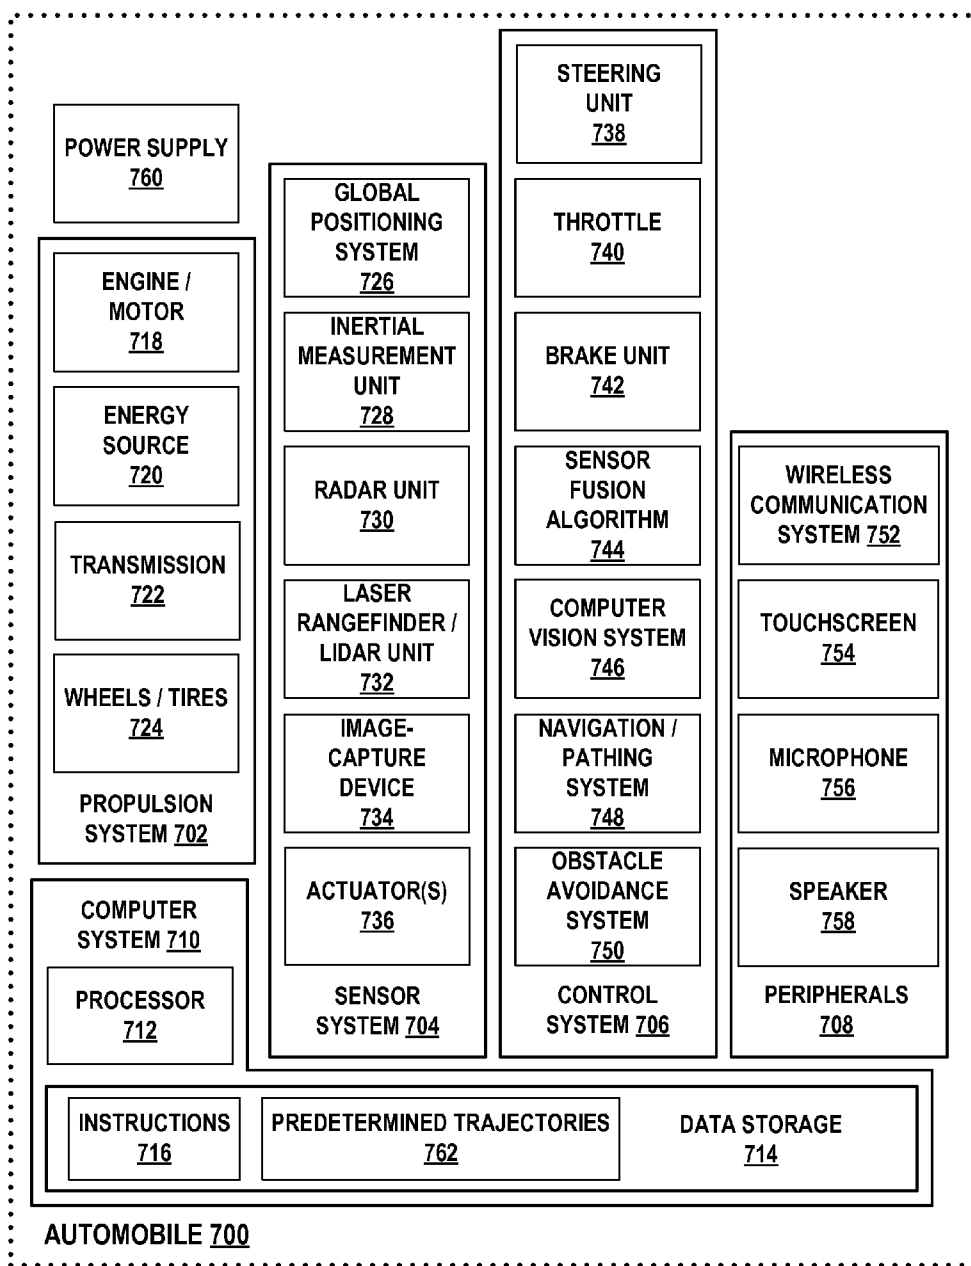 POWER SUPPLY
760
ENGINE /
MOTOR
718
ENERGY
SOURCE
720
TRANSMISSION
722
WHEELS / TIRES
724
PROPULSION
SYSTEM 702
GLOBAL
POSITIONING
SYSTEM
726
INERTIAL
MEASUREMENT
UNIT
728
RADAR UNIT
730
LASER
RANGEFINDER /
LIDAR UNIT
732
IMAGE-
CAPTURE
DEVICE
734
ACTUATOR(S)
736
SENSOR
SYSTEM 704
STEERING
UNIT
738
THROTTLE
740
BRAKE UNIT
742
SENSOR
FUSION
ALGORITHM
744
COMPUTER
VISION SYSTEM
746
NAVIGATION /
PATHING
SYSTEM
748
OBSTACLE
AVOIDANCE
SYSTEM
750
CONTROL
SYSTEM 706
WIRELESS
COMMUNICATION
SYSTEM 752
TOUCHSCREEN
754
MICROPHONE
756
SPEAKER
758
PERIPHERALS
708
COMPUTER
SYSTEM 710
PROCESSOR
712
INSTRUCTIONS
716
PREDETERMINED TRAJECTORIES
762
DATA STORAGE
714
AUTOMOBILE 700